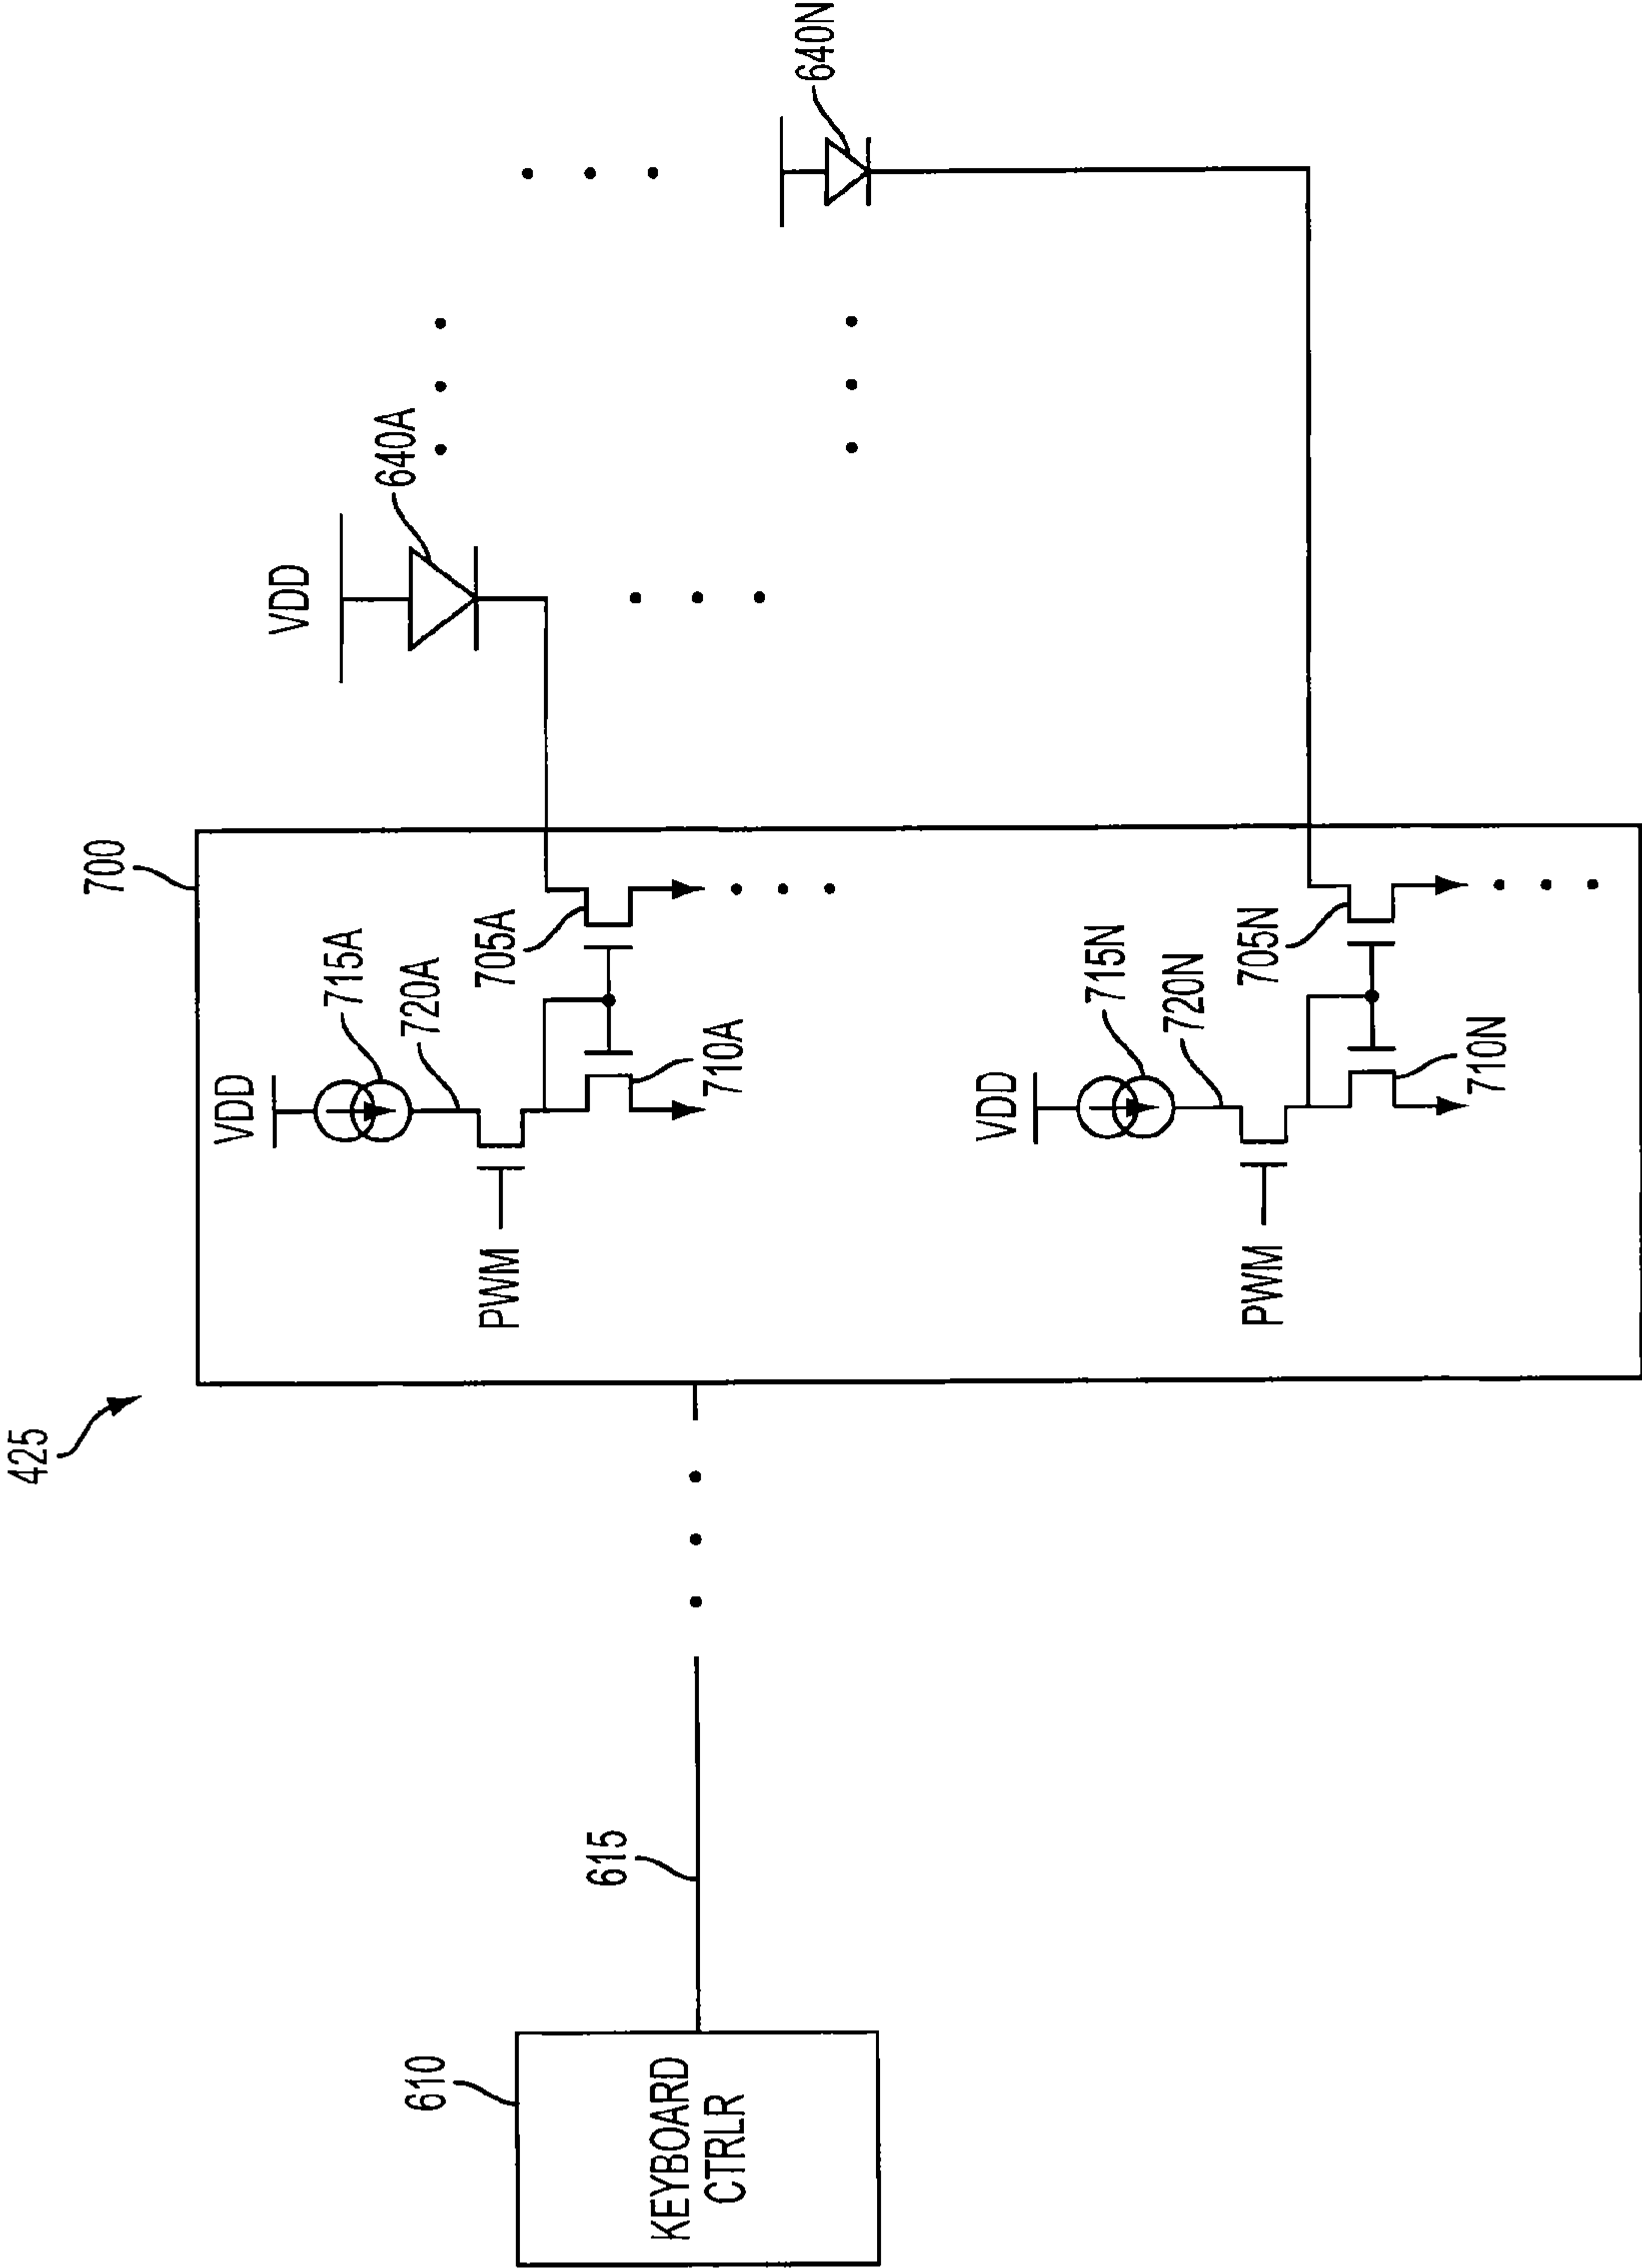 425
700
VDD
715A
720A
PWM
710A
705A
VDD
640A
640N
VDD
715N
720N
PWM
710N
705N
610
KEYBOARD
CTRLR
615